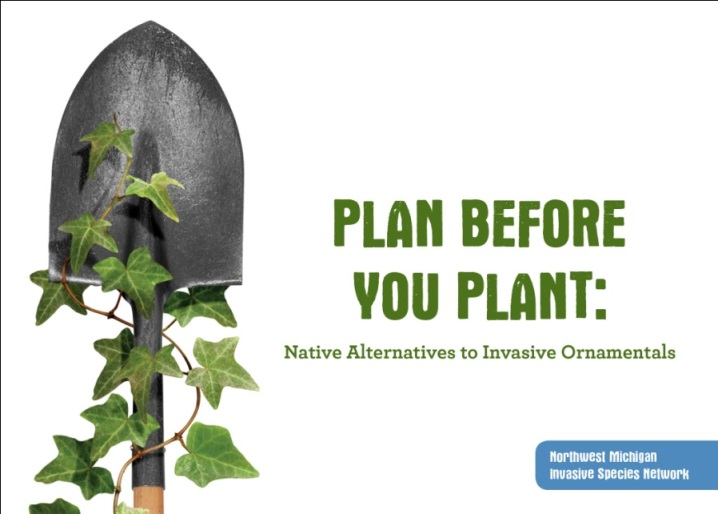 PLAN BEFORE
YOU PLANT:
Native Alternatives to Invasive Ornamentals
Northwest Michigan
Invasive Species Network